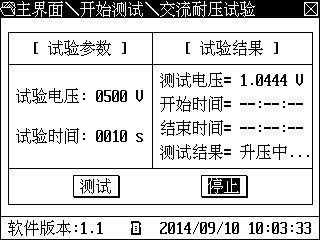 主界面\开始测试\交流耐压试验
[ 试验参数 ]
试验电压: 0500 V
试验时间: 0010 s
[ 试验结果 ]
测试电压= 1.0444 V
开始时间= --:--:--
结束时间= --:--:--
测试结果= 升压中...
测试
停止
软件版本:1.1 2014/09/10 10:03:33